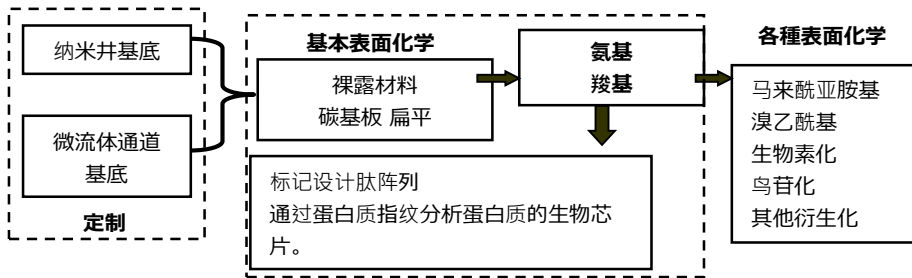 纳米井基底
微流体通道
基底
定制
基本表面化学
裸露材料
碳基板 扁平
氨基
羧基
标记设计肽阵列
通过蛋白质指纹分析蛋白质的生物芯
片。
各種表面化学
马来酰亚胺基
溴乙酰基
生物素化
鸟苷化
其他衍生化